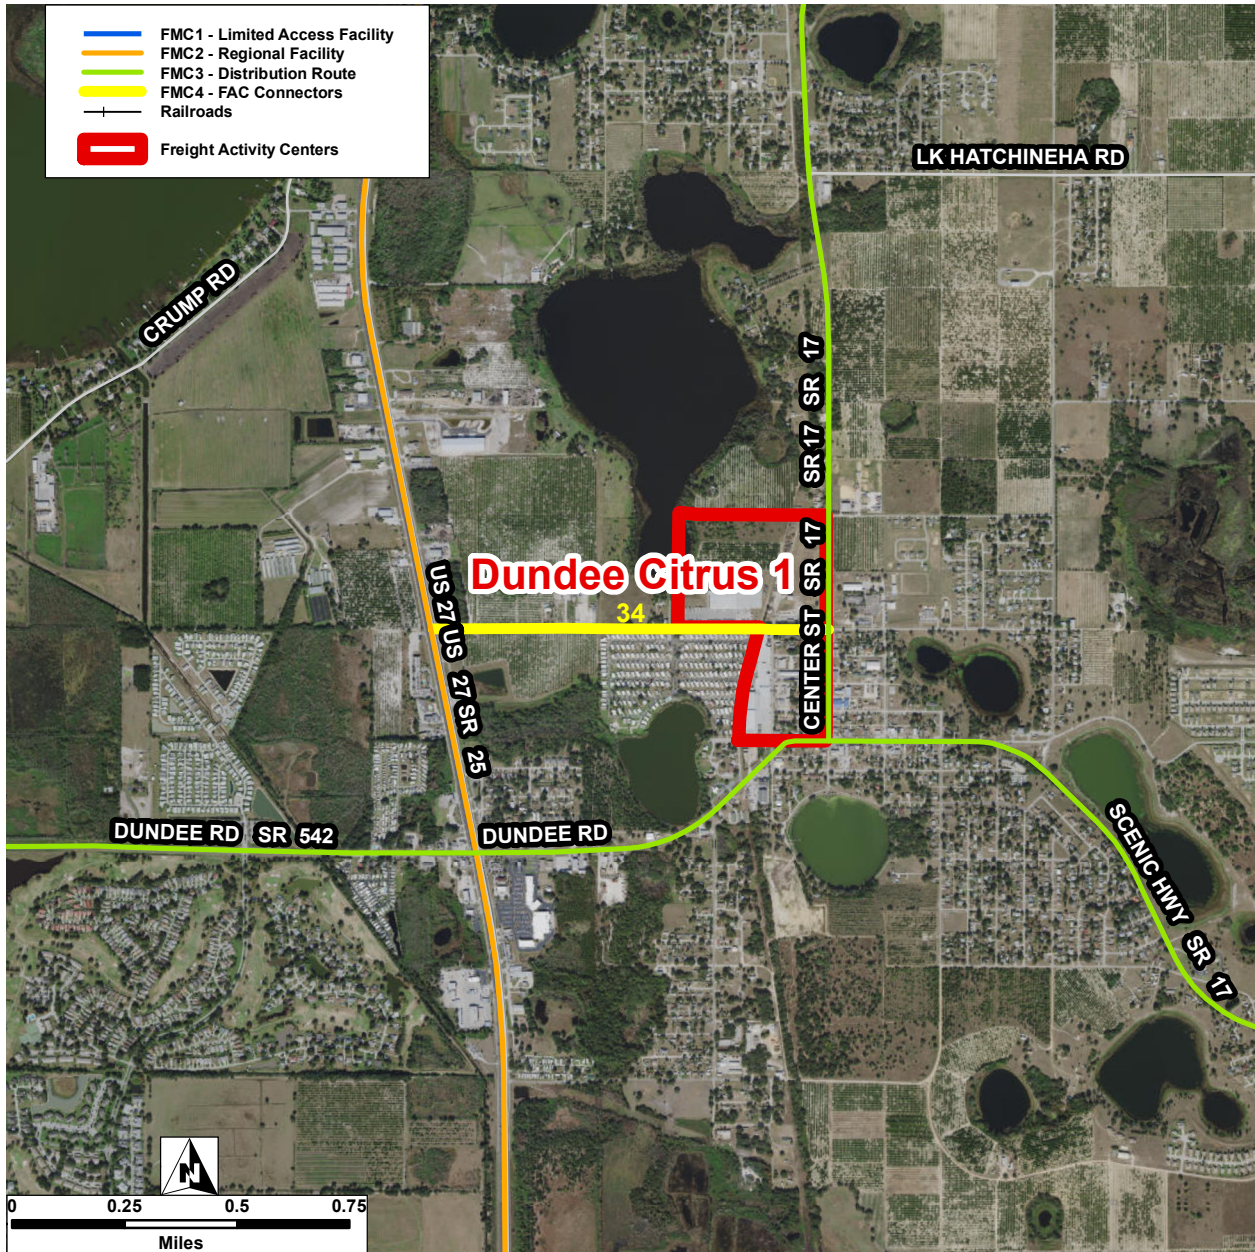 FMC1 - Limited Access Facility
FMC2 - Regional Facility
FMC3 - Distribution Route
FMC4 - FAC Connectors
Railroads
Freight Activity Centers
LK HATCHINEHA RD
CRUMP RD
SR 17
SR 17
SR 17
CENTER ST
Dundee Citrus 1
34
US 27
US 27
SR 25
DUNDEE RD
SR 542
DUNDEE RD
SCENIC HWY
SR 17
N
0 0.25 0.5 0.75
Miles